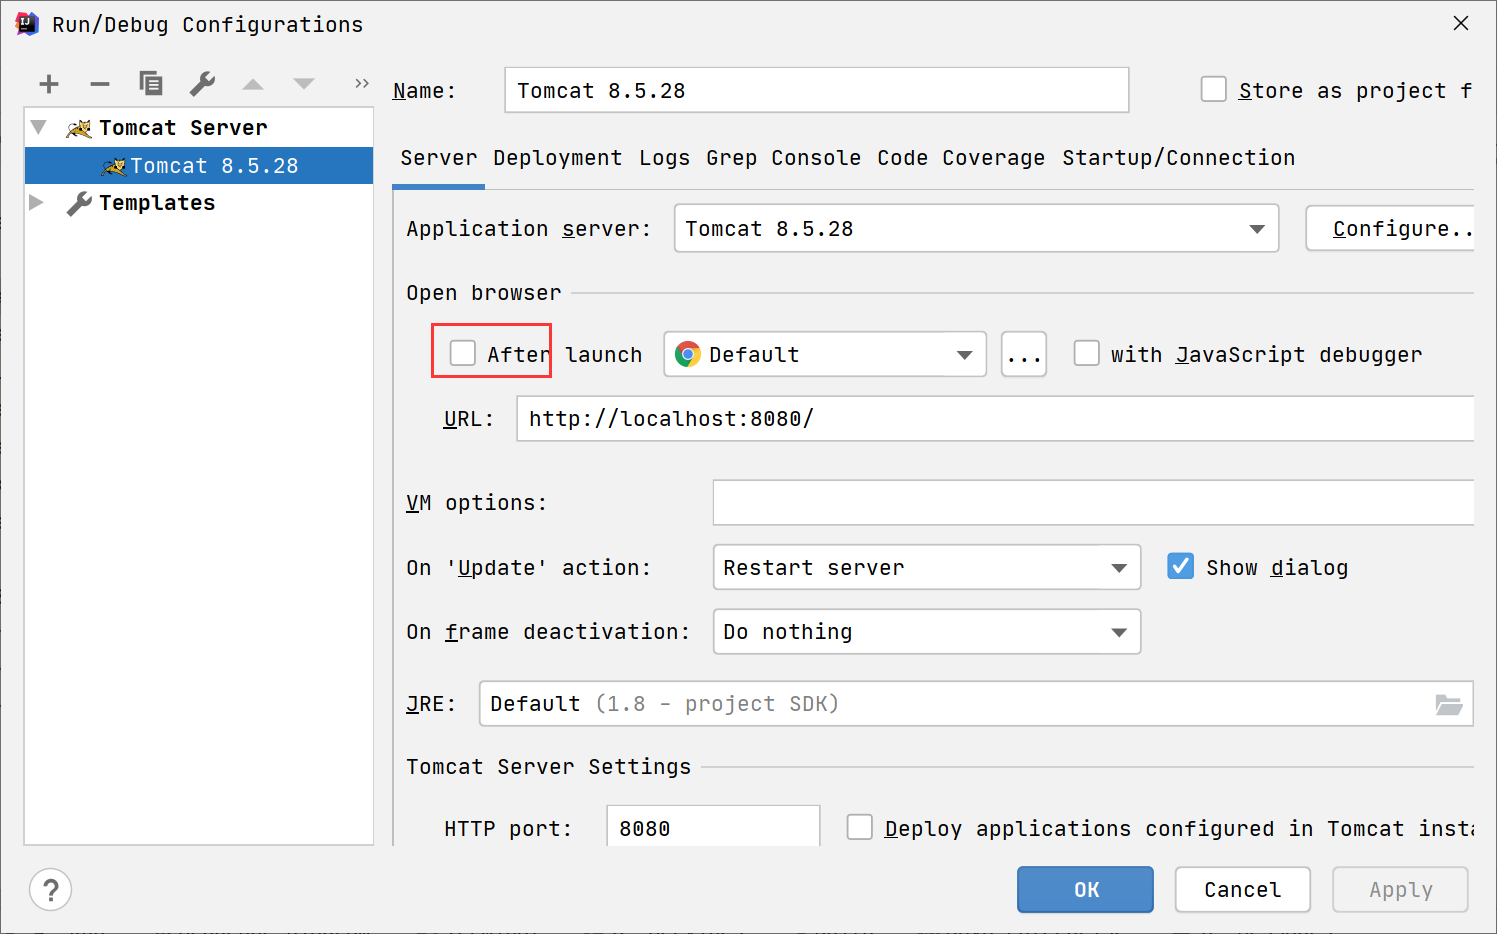 Run/Debug Configurations
Name: Tomcat 8.5.28 Store as project f
Tomcat Server
Tomcat 8.5.28
Templates
Server Deployment Logs Grep Console Code Coverage Startup/Connection
Application server: Tomcat 8.5.28 Configure..
Open browser
After launch Default ... with JavaScript debugger
URL: http://localhost:8080/
VM options:
On 'Update' action: Restart server Show dialog
On frame deactivation: Do nothing
JRE: Default (1.8 - project SDK)
Tomcat Server Settings
HTTP port: 8080 Deploy applications configured in Tomcat insta
? OK Cancel Apply